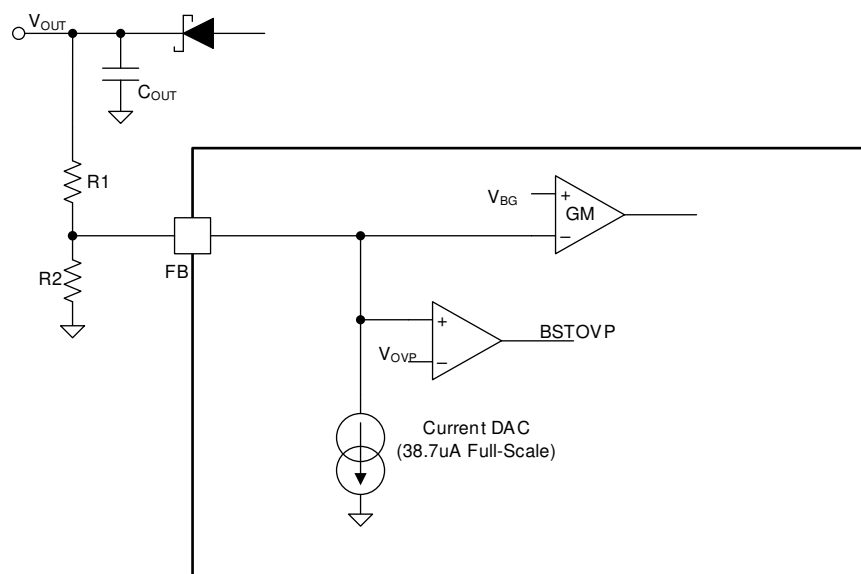 VOUT
COUT
R1
VBG
+
GM
−
FB
R2
+
BSTOVP
VOVP
−
Current DAC
(38.7uA Full-Scale)